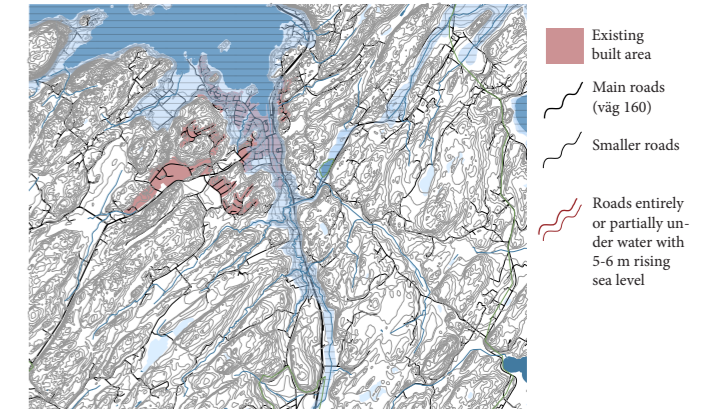 Existing
built area
Main roads
(väg 160)
Smaller roads
Roads entirely
or partially un-
der water with
5-6 m rising
sea level